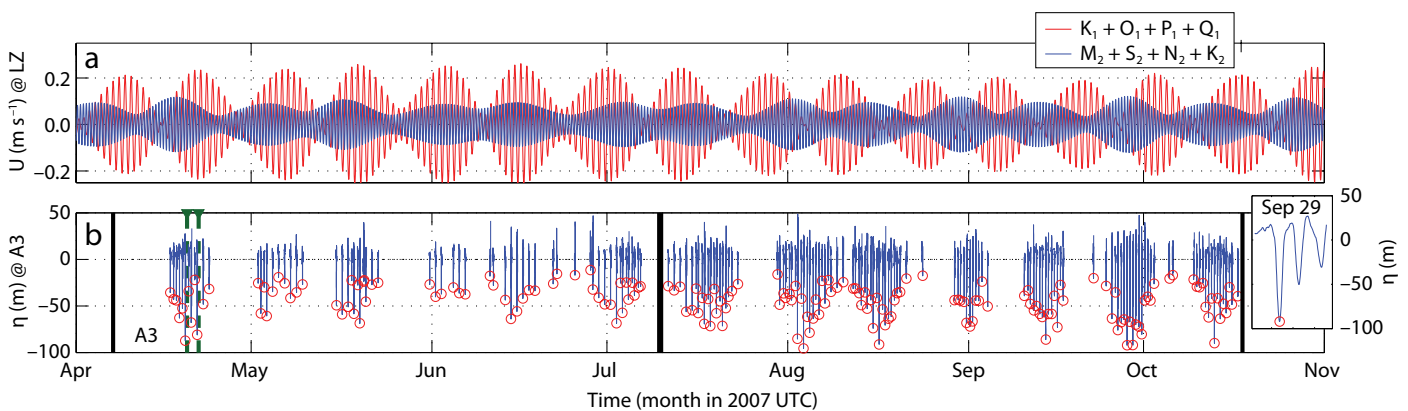 K₁ + O₁ + P₁ + Q₁
M₂ + S₂ + N₂ + K₂
a
U (m s⁻¹) @ LZ
0.2
0.0
−0.2
b
η (m) @ A3
50
0
−50
−100
A3
Sep 29
50
0
−50
−100
η (m)
Apr May Jun Jul Aug Sep Oct Nov
Time (month in 2007 UTC)